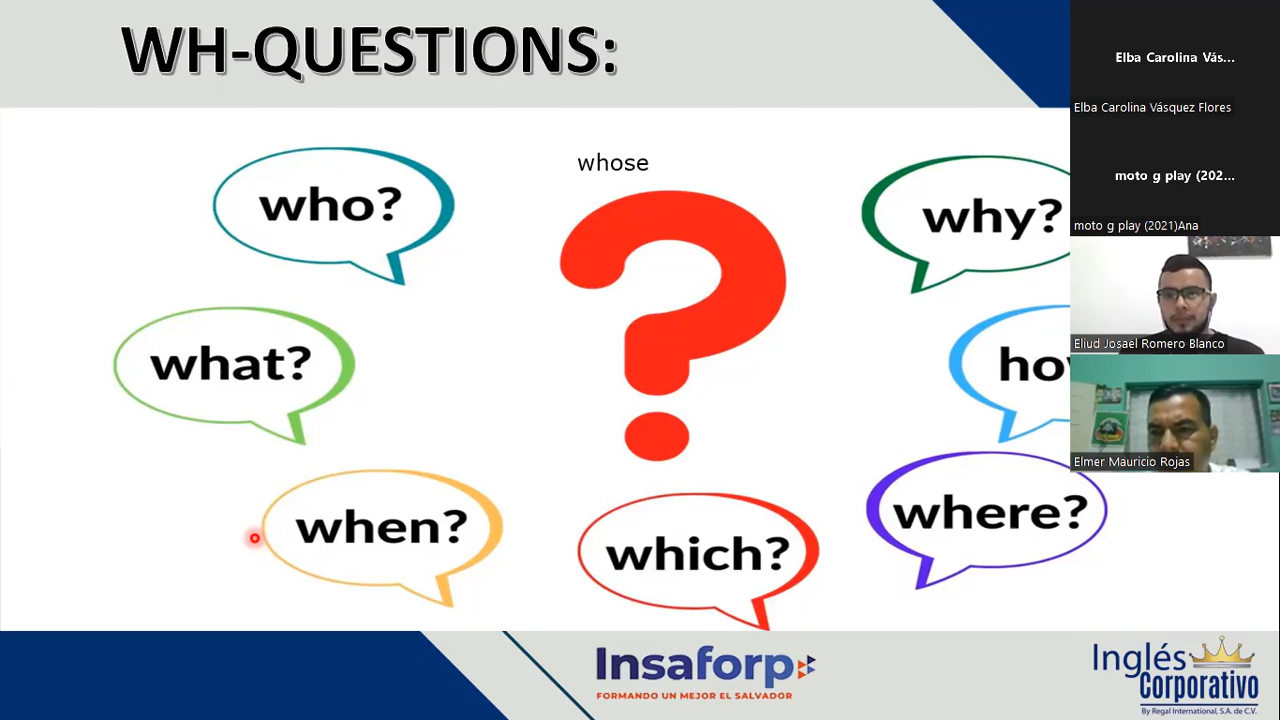 WH-QUESTIONS:
whose
who?
why?
what?
ho
when?
which?
where?
Insaforp
FORMANDO UN MEJOR EL SALVADOR
Inglés
Corporativo
By Regal International, S.A. de C.V.
Elba Carolina Vás...
Elba Carolina Vásquez Flores
moto g play (202...
moto g play (2021)Ana
Eliud Josael Romero Blanco
Elmer Mauricio Rojas